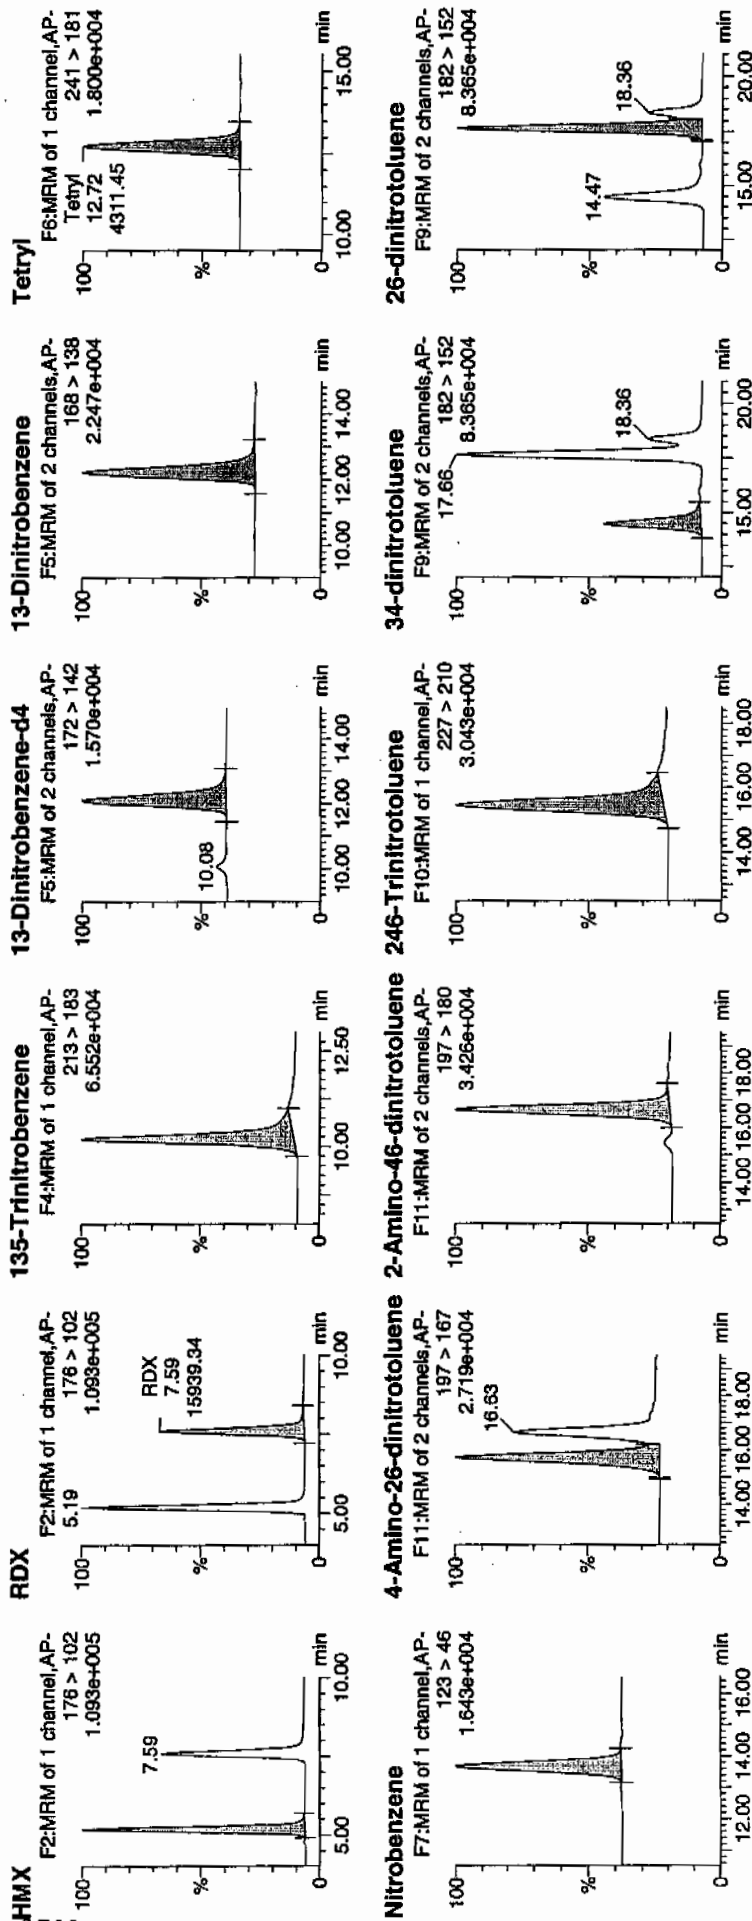 HMX
F2:MRM of 1 channel,AP-
176 > 102
1.093e+005
100
%
0
7.59
5.00
10.00
min
RDX
F2:MRM of 1 channel,AP-
176 > 102
1.093e+005
100
%
0
5.19
RDX
7.59
15939.34
5.00
10.00
min
135-Trinitrobenzene
F4:MRM of 1 channel,AP-
213 > 183
6.552e+004
100
%
0
10.00
12.50
min
13-Dinitrobenzene-d4
F5:MRM of 2 channels,AP-
172 > 142
1.570e+004
100
%
0
10.08
10.00
12.00
14.00
min
13-Dinitrobenzene
F5:MRM of 2 channels,AP-
168 > 138
2.247e+004
100
%
0
10.00
12.00
14.00
min
Tetryl
F6:MRM of 1 channel,AP-
241 > 181
1.800e+004
Tetryl
12.72
4311.45
100
%
0
10.00
15.00
min
Nitrobenzene
F7:MRM of 1 channel,AP-
123 > 46
1.643e+004
100
%
0
12.00
14.00
16.00
min
4-Amino-26-dinitrotoluene
F11:MRM of 2 channels,AP-
197 > 167
2.719e+004
16.63
100
%
0
14.00
16.00
18.00
min
2-Amino-46-dinitrotoluene
F11:MRM of 2 channels,AP-
197 > 180
3.426e+004
100
%
0
14.00
16.00
18.00
min
246-Trinitrotoluene
F10:MRM of 1 channel,AP-
227 > 210
3.043e+004
100
%
0
14.00
16.00
18.00
min
34-dinitrotoluene
F9:MRM of 2 channels,AP-
182 > 152
8.365e+004
17.66
18.36
100
%
0
15.00
20.00
min
26-dinitrotoluene
F9:MRM of 2 channels,AP-
182 > 152
8.365e+004
14.47
18.36
100
%
0
15.00
20.00
min